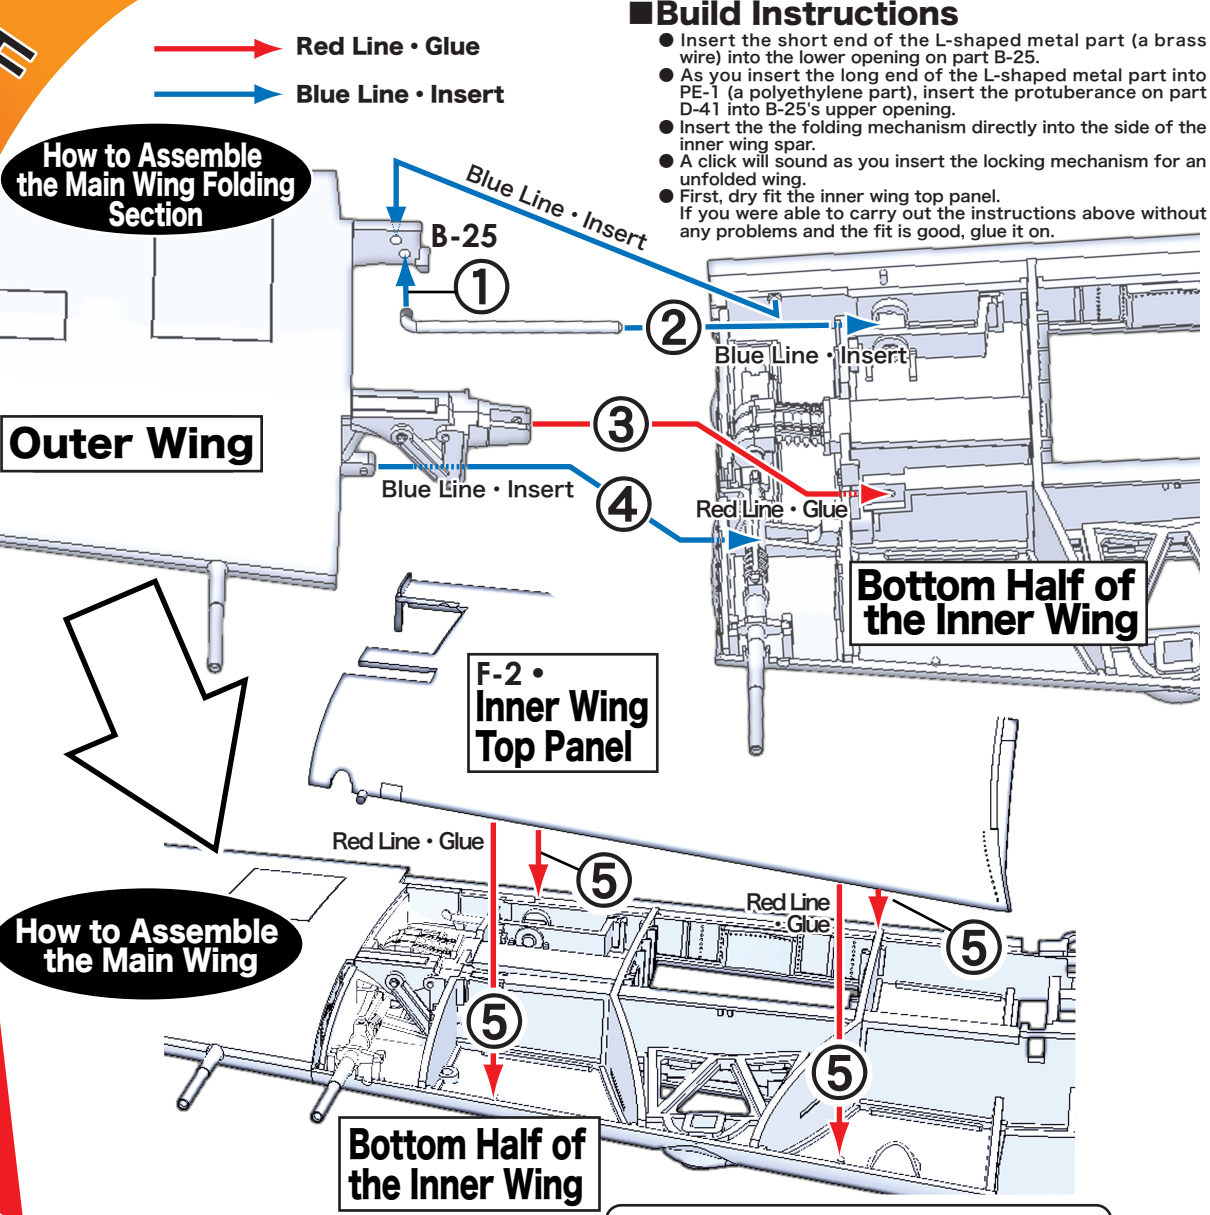 ■Build Instructions
● Insert the short end of the L-shaped metal part (a brass
wire) into the lower opening on part B-25.
● As you insert the long end of the L-shaped metal part into
PE-1 (a polyethylene part), insert the protuberance on part
D-41 into B-25's upper opening.
● Insert the the folding mechanism directly into the side of the
inner wing spar.
● A click will sound as you insert the locking mechanism for an
unfolded wing.
● First, dry fit the inner wing top panel.
If you were able to carry out the instructions above without
any problems and the fit is good, glue it on.
Red Line・Glue
Blue Line・Insert
How to Assemble
the Main Wing Folding
Section
Blue Line・Insert
B-25
①
②
Blue Line・Insert
③
Outer Wing
Blue Line・Insert
④
Red Line・Glue
Bottom Half of
the Inner Wing
F-2・
Inner Wing
Top Panel
Red Line・Glue
⑤
Red Line
・Glue
⑤
How to Assemble
the Main Wing
⑤
⑤
Bottom Half of
the Inner Wing